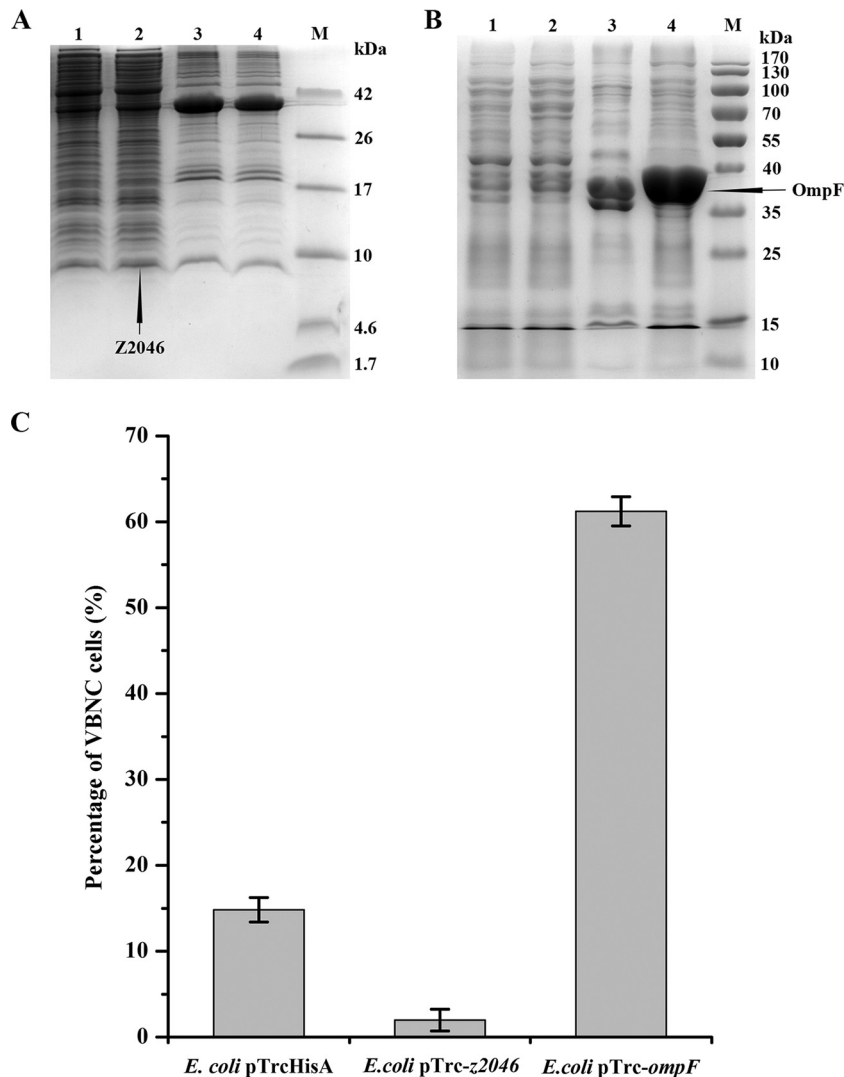 A
1 2 3 4 M
kDa
42
26
17
10
4.6
1.7
Z2046
B
1 2 3 4 M
kDa
170
130
100
70
55
40
OmpF
35
25
15
10
C
Percentage of VBNC cells (%)
70
60
50
40
30
20
10
0
E. coli pTrcHisA E.coli pTrc-z2046 E.coli pTrc-ompF